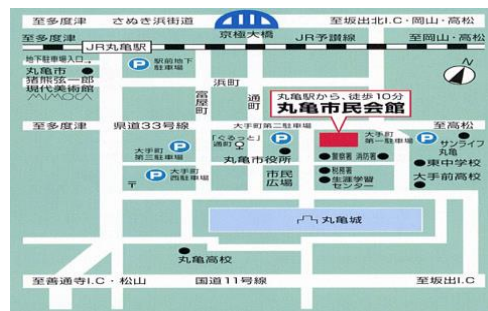 至多度津 さぬき浜街道 至坂出北I.C・岡山・高松
京極大橋
至多度津 JR予讃線 至岡山・高松
JR丸亀駅
地下駐車場入口
P 駅前地下駐車場
丸亀市
猪熊弦一郎
現代美術館
MIMOCA
浜町
富屋町
通町
丸亀駅から、徒歩10分
丸亀市民会館
至多度津 県道33号線 大手町第二駐車場 至高松
大手町
第三駐車場
P
「ぐるっと」
通町
P
大手町
第一駐車場
P
サンライフ
丸亀
丸亀市役所
警察署 消防署
東中学校
大手町
西駐車場
P
〒
市民
広場
税務署
生涯学習
センター
大手前高校
丸亀城
丸亀高校
至善通寺I.C・松山 国道11号線 至坂出I.C